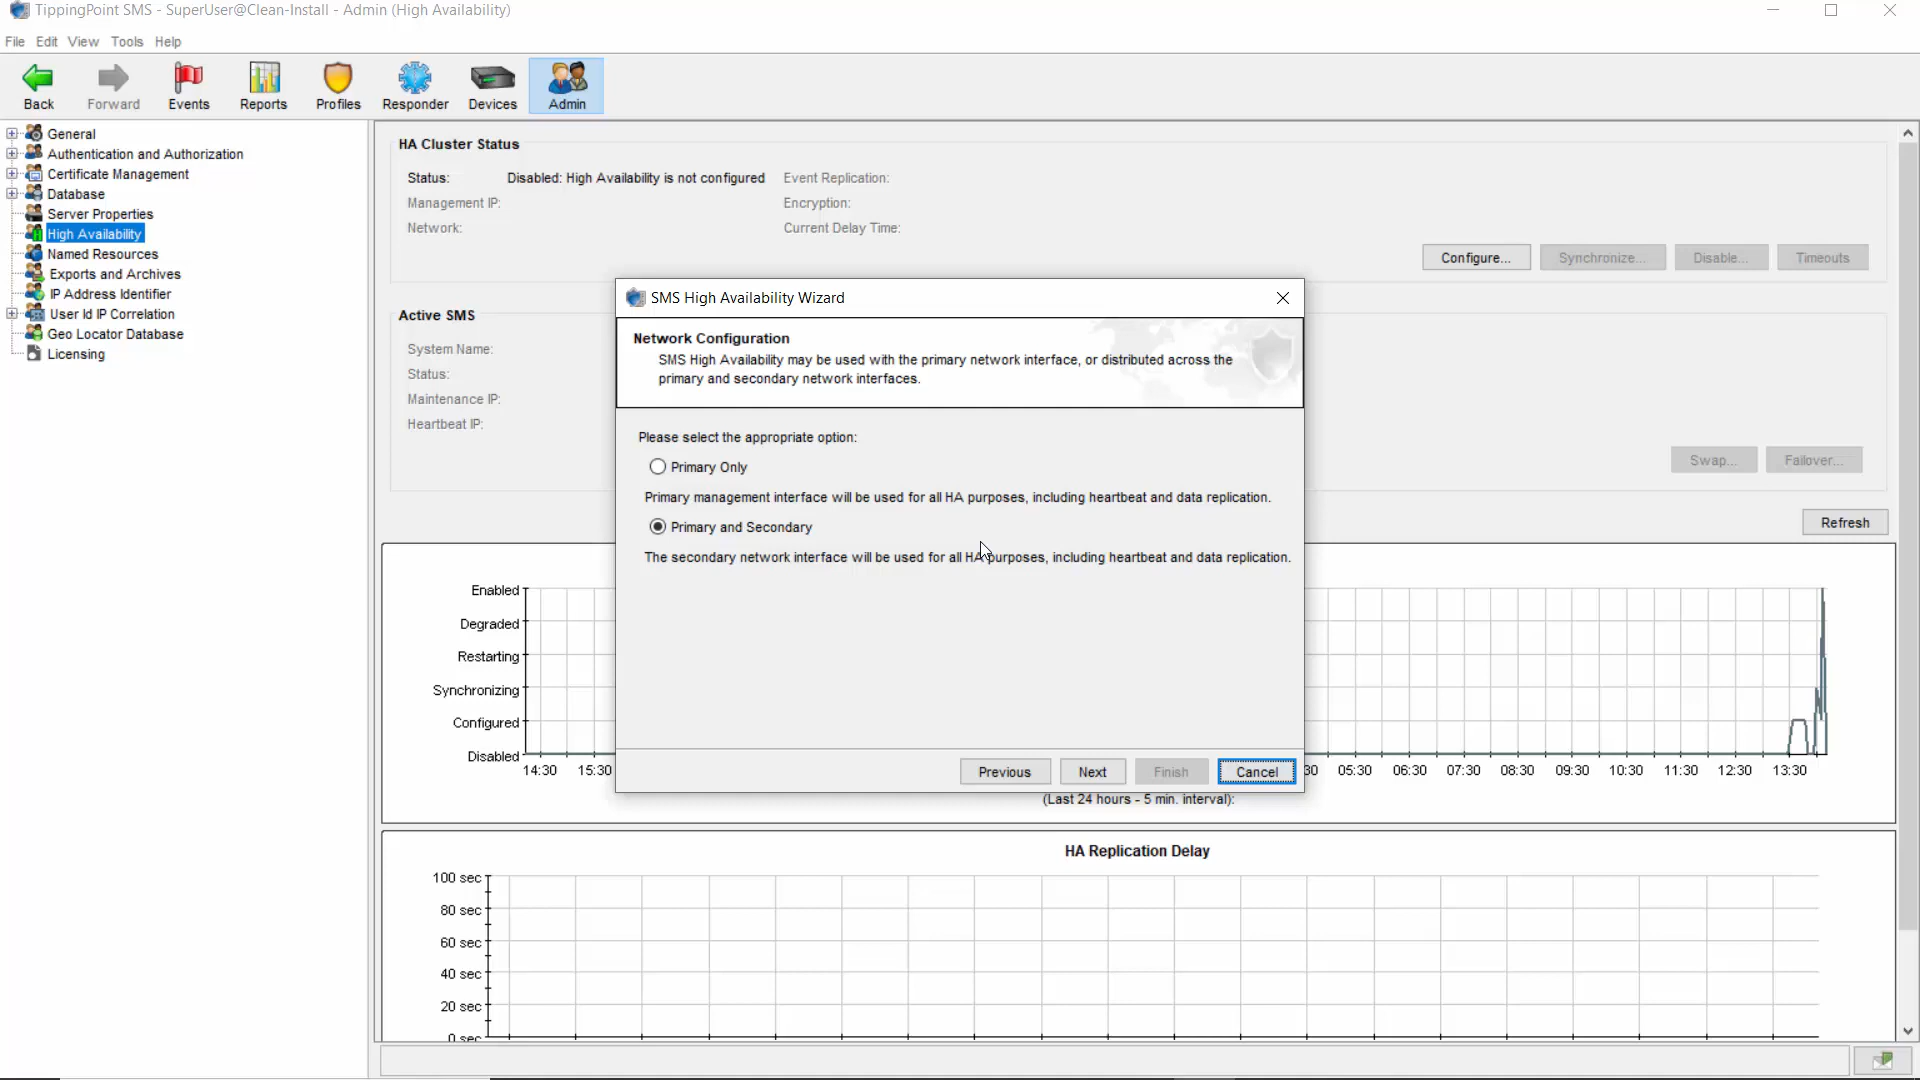 TippingPoint SMS - SuperUser@Clean-Install - Admin (High Availability)
File Edit View Tools Help
Back Forward Events Reports Profiles Responder Devices Admin
General
Authentication and Authorization
Certificate Management
Database
Server Properties
High Availability
Named Resources
Exports and Archives
IP Address Identifier
User Id IP Correlation
Geo Locator Database
Licensing
HA Cluster Status
Status: Disabled: High Availability is not configured Event Replication:
Management IP: Encryption:
Network: Current Delay Time:
Configure... Synchronize... Disable... Timeouts
Active SMS
System Name:
Status:
Maintenance IP:
Heartbeat IP:
Swap... Failover...
Refresh
SMS High Availability Wizard
Network Configuration
SMS High Availability may be used with the primary network interface, or distributed across the
primary and secondary network interfaces.
Please select the appropriate option:
Primary Only
Primary management interface will be used for all HA purposes, including heartbeat and data replication.
Primary and Secondary
The secondary network interface will be used for all HA purposes, including heartbeat and data replication.
Previous Next Finish Cancel
Enabled
Degraded
Restarting
Synchronizing
Configured
Disabled
14:30 15:30 30 05:30 06:30 07:30 08:30 09:30 10:30 11:30 12:30 13:30
(Last 24 hours - 5 min. interval):
HA Replication Delay
100 sec
80 sec
60 sec
40 sec
20 sec
0 sec